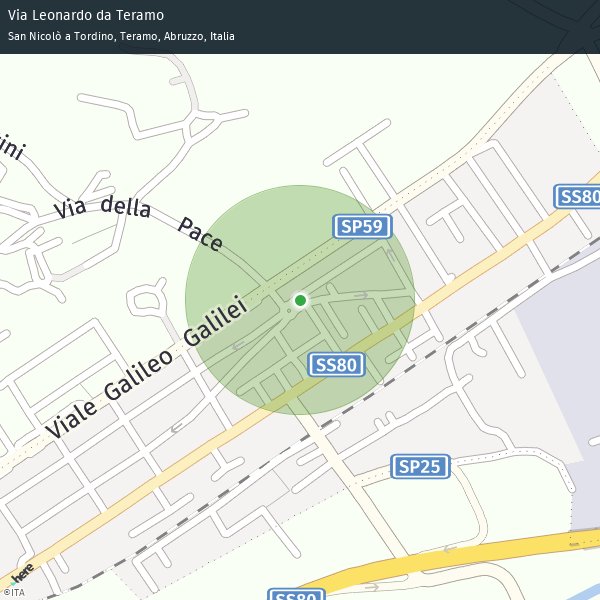 Via Leonardo da Teramo
San Nicolò a Tordino, Teramo, Abruzzo, Italia
ini
Via della Pace
SP59
SS80
Viale Galileo Galilei
SS80
SP25
SS80
here
©ITA